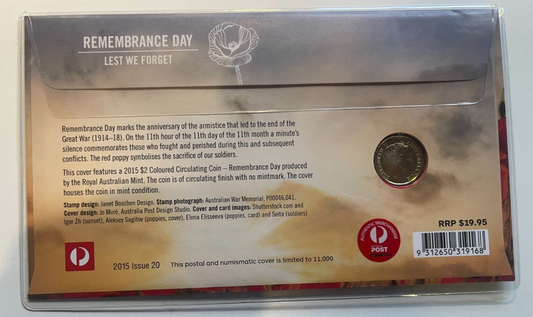 REMEMBRANCE DAY
LEST WE FORGET
Remembrance Day marks the anniversary of the armistice that led to the end of the
Great War (1914–18). On the 11th hour of the 11th day of the 11th month a minute's
silence commemorates those who fought and perished during this and subsequent
conflicts. The red poppy symbolises the sacrifice of our soldiers.
This cover features a 2015 $2 Coloured Circulating Coin – Remembrance Day produced
by the Royal Australian Mint. The coin is of circulating finish with no mintmark. The cover
houses the coin in mint condition.
Stamp design: Janet Boschen Design. Stamp photograph: Australian War Memorial, P00046.041.
Cover design: Jo Muré, Australia Post Design Studio. Cover and card images: Shutterstock.com and
Igor Zh (sunset), Aleksey Sagitov (poppies, cover), Elena Elisseeva (poppies, card) and Seita (soldiers)
2015 Issue 20
This postal and numismatic cover is limited to 11,000
AUTHENTIC MERCHANDISE
POST
RRP $19.95
9 312650 319168